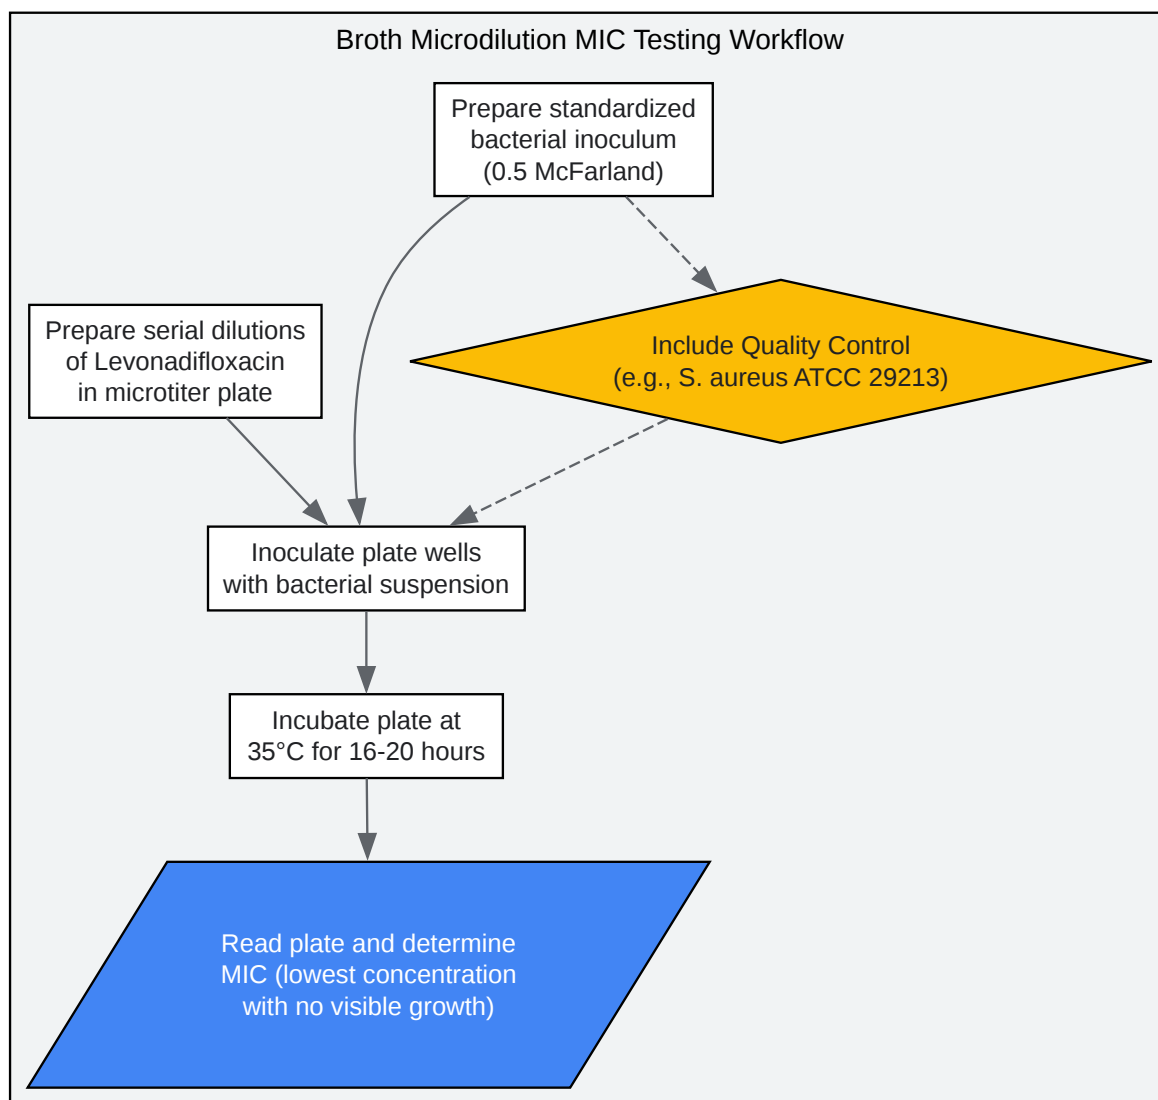 Broth Microdilution MIC Testing Workflow
Prepare standardized
bacterial inoculum
(0.5 McFarland)
Prepare serial dilutions
of Levonadifloxacin
in microtiter plate
Include Quality Control
(e.g., S. aureus ATCC 29213)
Inoculate plate wells
with bacterial suspension
Incubate plate at
35°C for 16-20 hours
Read plate and determine
MIC (lowest concentration
with no visible growth)